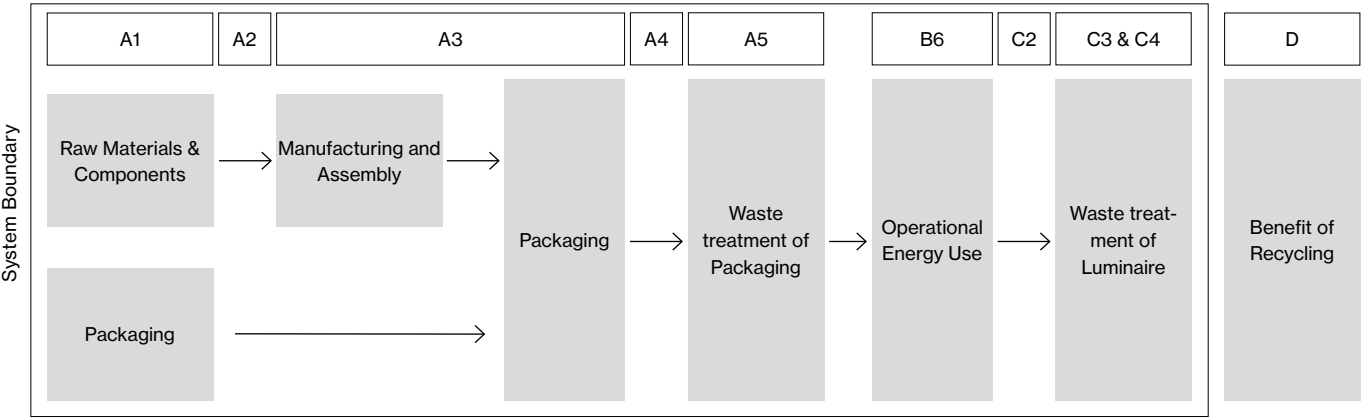 A1
A2
A3
A4
A5
B6
C2
C3 & C4
D
System Boundary
Raw Materials &
Components
Manufacturing and
Assembly
Packaging
Packaging
Waste
treatment of
Packaging
Operational
Energy Use
Waste treat-
ment of
Luminaire
Benefit of
Recycling